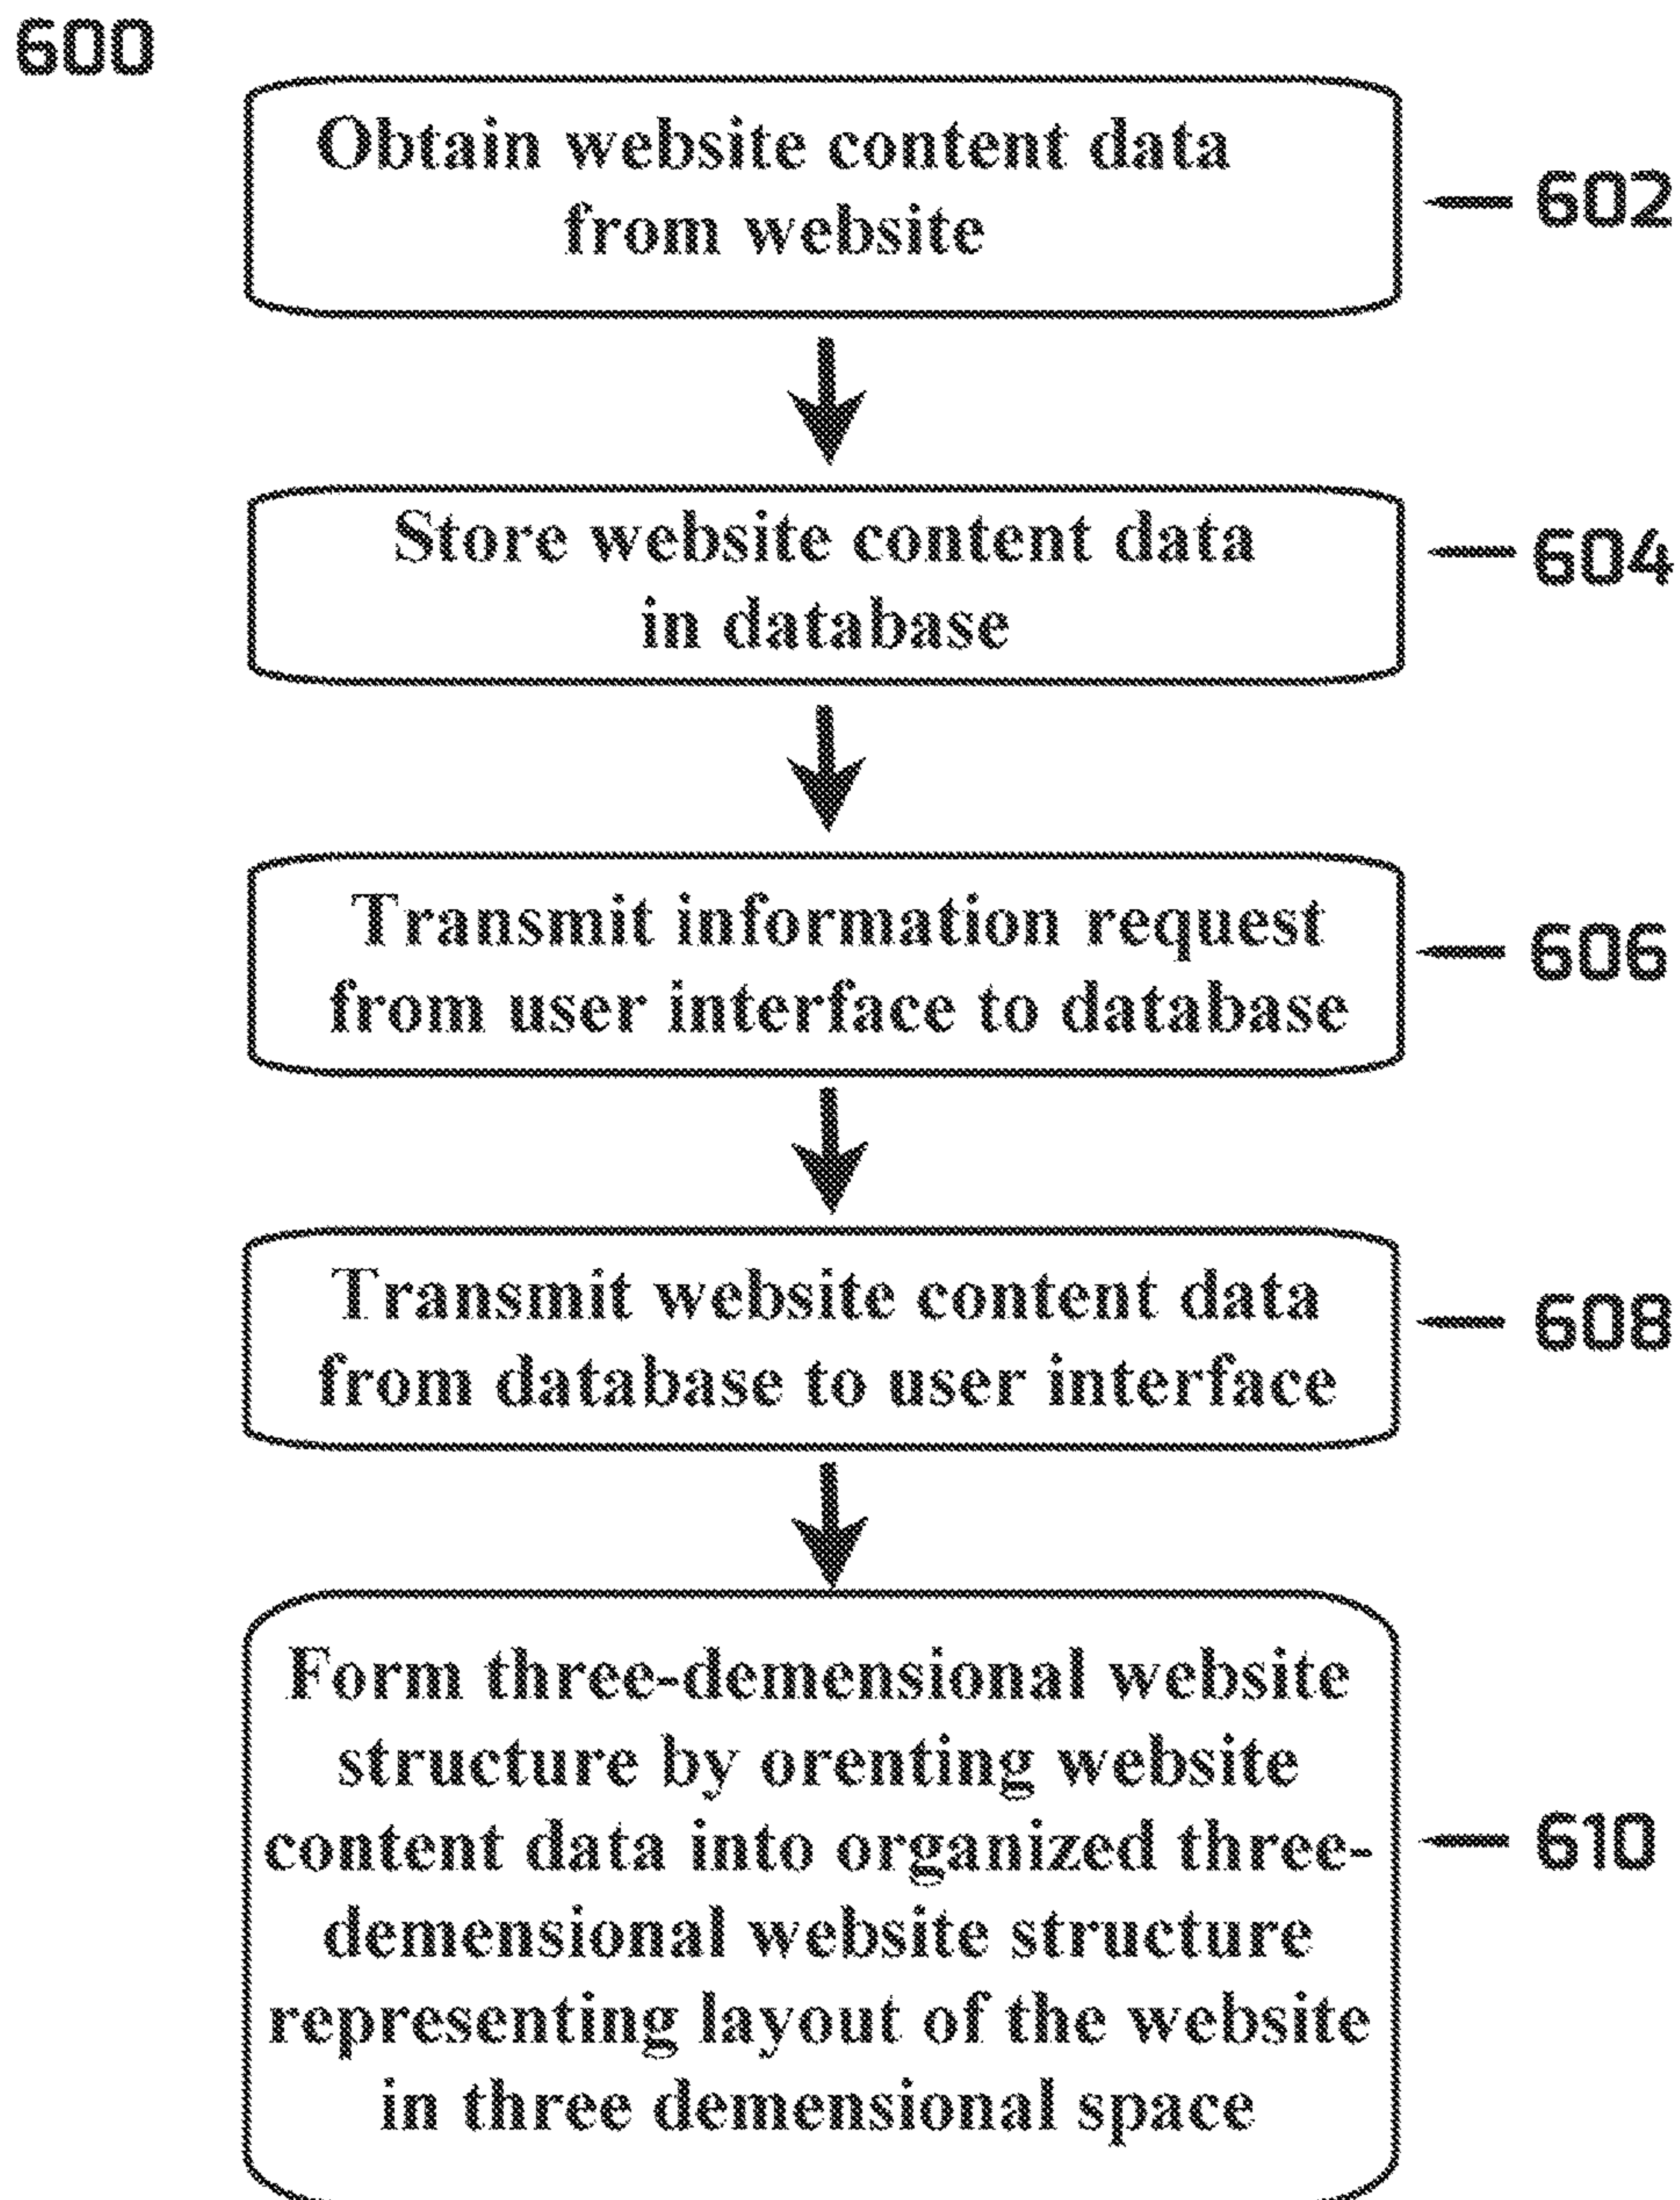 600
Obtain website content data
from website
602
Store website content data
in database
604
Transmit information request
from user interface to database
606
Transmit website content data
from database to user interface
608
Form three-demensional website
structure by orenting website
content data into organized three-
demensional website structure
representing layout of the website
in three demensional space
610